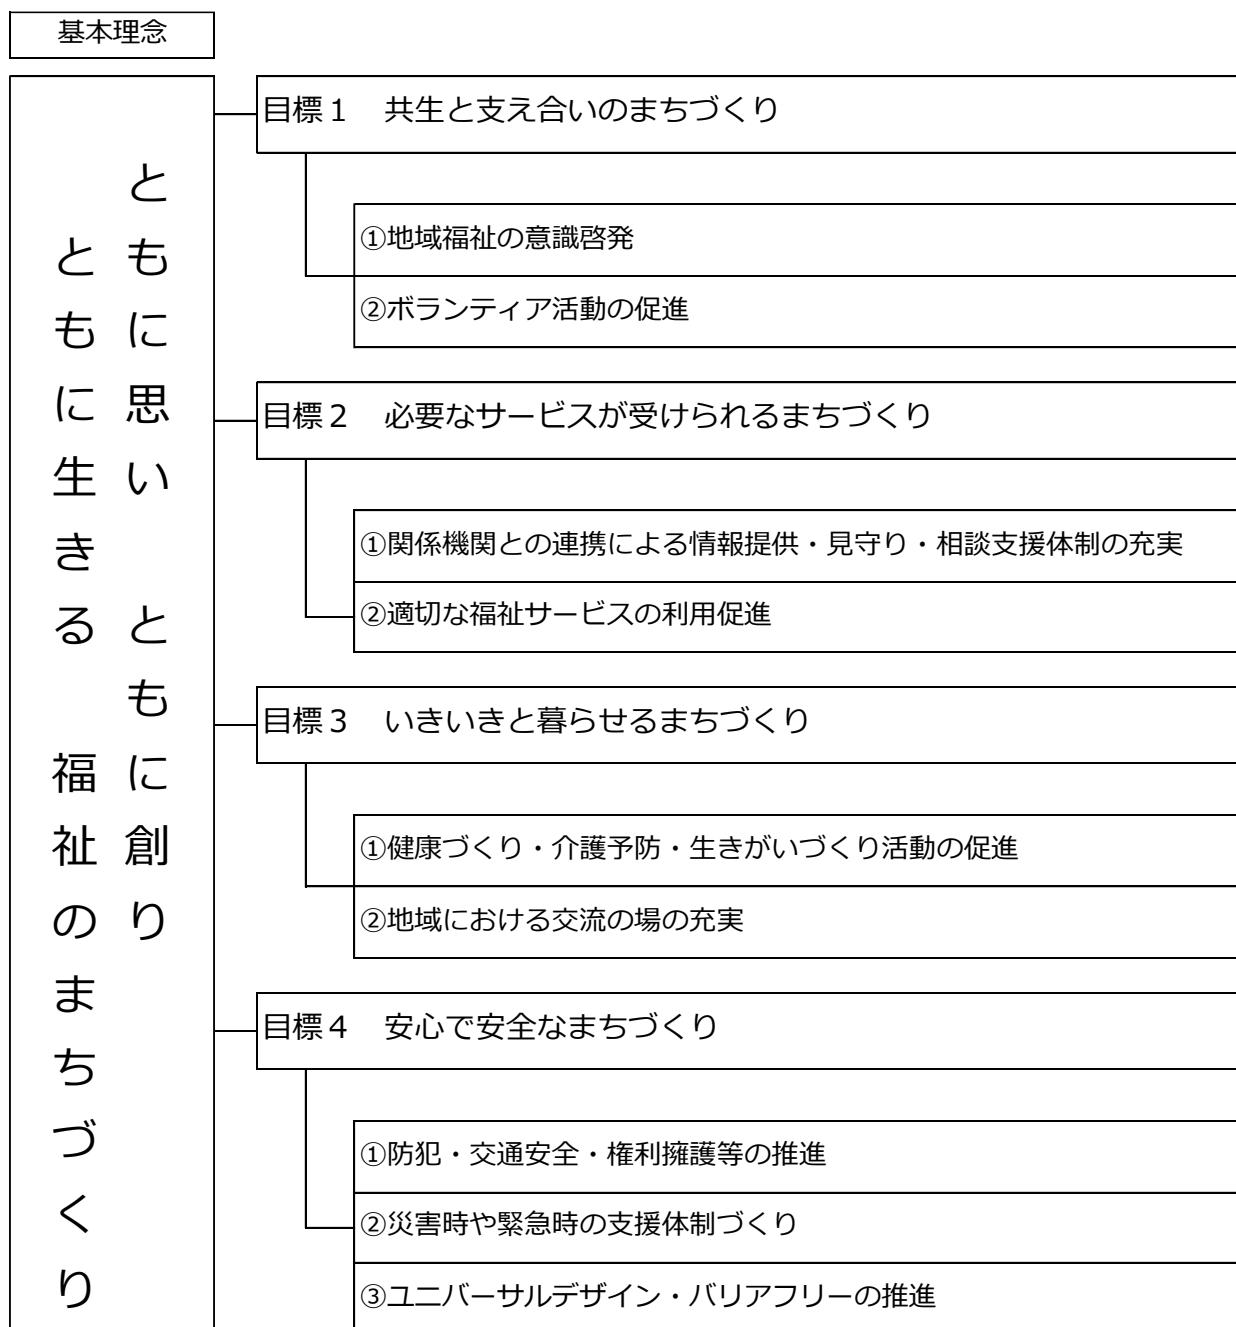 基本理念
ともに思い　ともに創り
ともに生きる　福祉のまちづくり
目標１　共生と支え合いのまちづくり
①地域福祉の意識啓発
②ボランティア活動の促進
目標２　必要なサービスが受けられるまちづくり
①関係機関との連携による情報提供・見守り・相談支援体制の充実
②適切な福祉サービスの利用促進
目標３　いきいきと暮らせるまちづくり
①健康づくり・介護予防・生きがいづくり活動の促進
②地域における交流の場の充実
目標４　安心で安全なまちづくり
①防犯・交通安全・権利擁護等の推進
②災害時や緊急時の支援体制づくり
③ユニバーサルデザイン・バリアフリーの推進